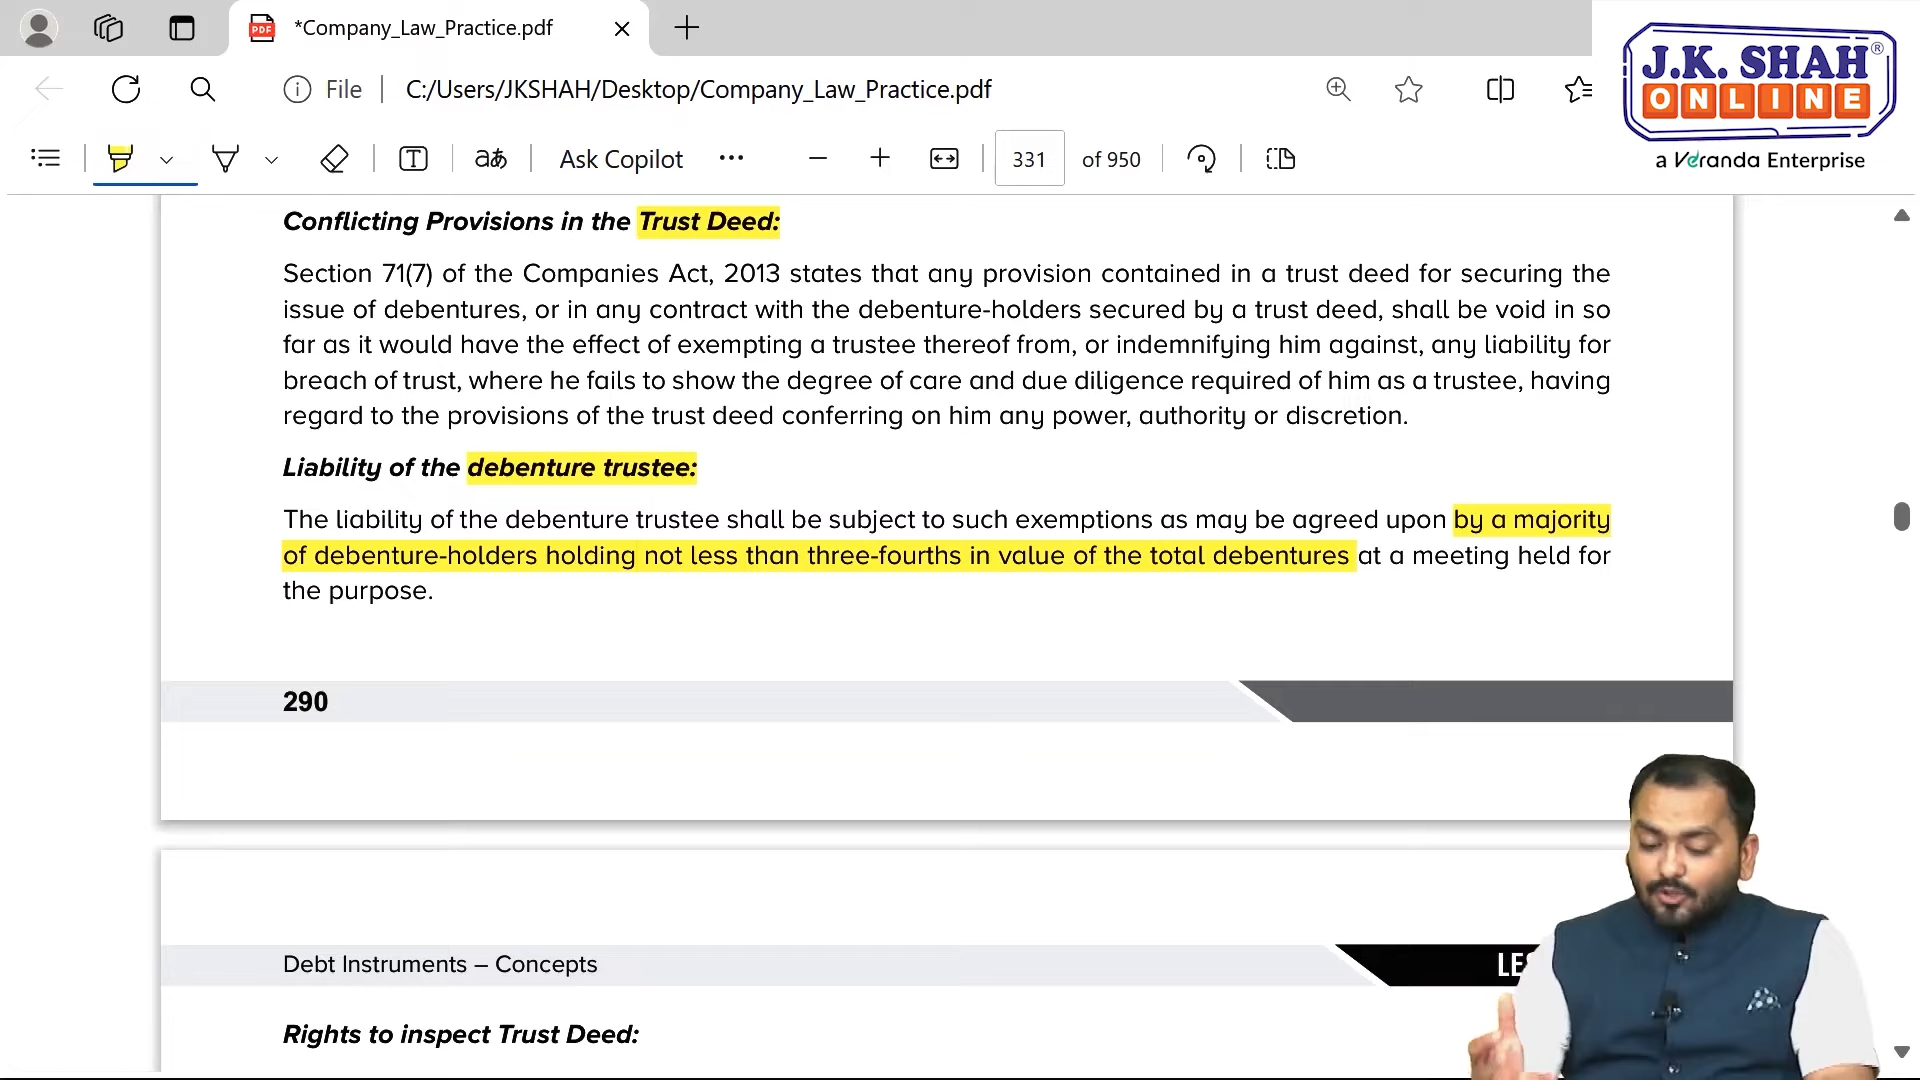 *Company_Law_Practice.pdf
File
C:/Users/JKSHAH/Desktop/Company_Law_Practice.pdf
J.K. SHAH®
ONLINE
a Veranda Enterprise
PDF
T
aあ
Ask Copilot
331 of 950
Conflicting Provisions in the Trust Deed:
Section 71(7) of the Companies Act, 2013 states that any provision contained in a trust deed for securing the
issue of debentures, or in any contract with the debenture-holders secured by a trust deed, shall be void in so
far as it would have the effect of exempting a trustee thereof from, or indemnifying him against, any liability for
breach of trust, where he fails to show the degree of care and due diligence required of him as a trustee, having
regard to the provisions of the trust deed conferring on him any power, authority or discretion.
Liability of the debenture trustee:
The liability of the debenture trustee shall be subject to such exemptions as may be agreed upon by a majority
of debenture-holders holding not less than three-fourths in value of the total debentures at a meeting held for
the purpose.
290
Debt Instruments – Concepts
Rights to inspect Trust Deed: